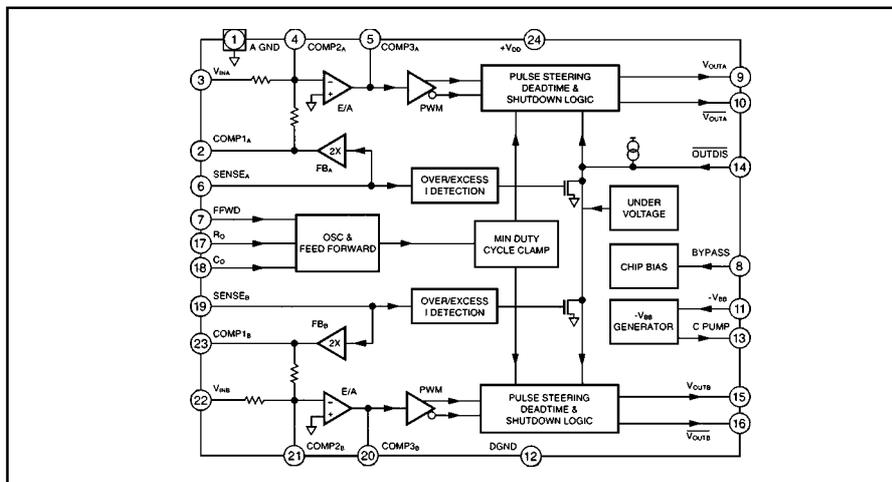 1 A GND 4 COMP2A 5 COMP3A +VDD 24
3 VINA
E/A
PWM
PULSE STEERING
DEADTIME &
SHUTDOWN LOGIC
VOUTA 9
VOUTA 10
2 COMP1A
2X
FBA
OUTDIS 14
6 SENSEA
OVER/EXCESS
I DETECTION
UNDER
VOLTAGE
7 FFWD
17 RO
18 CO
OSC &
FEED FORWARD
MIN DUTY
CYCLE CLAMP
CHIP BIAS
BYPASS 8
19 SENSEB
OVER/EXCESS
I DETECTION
-VBB
GENERATOR
-VBB 11
C PUMP 13
23 COMP1B
FBB
2X
22 VINB
E/A
PWM
PULSE STEERING
DEADTIME &
SHUTDOWN LOGIC
VOUTB 15
VOUTB 16
21 COMP2B 20 COMP3B DGND 12